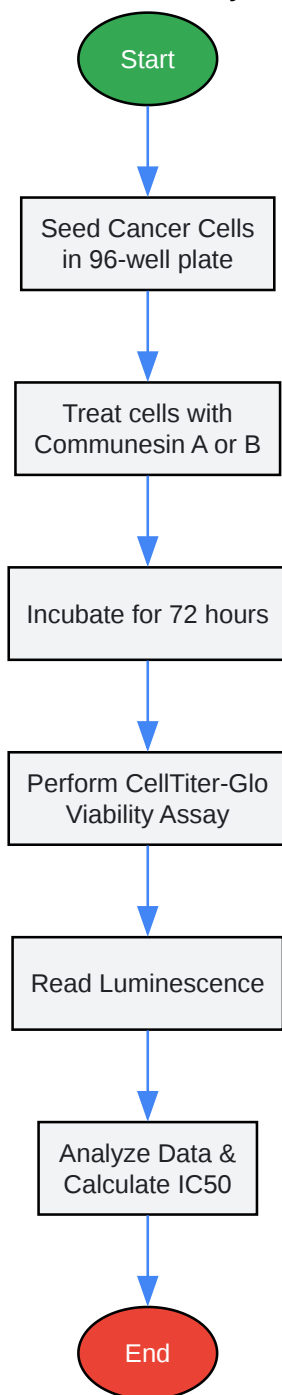 Start
Seed Cancer Cells
in 96-well plate
Treat cells with
Communesin A or B
Incubate for 72 hours
Perform CellTiter-Glo
Viability Assay
Read Luminescence
Analyze Data &
Calculate IC50
End